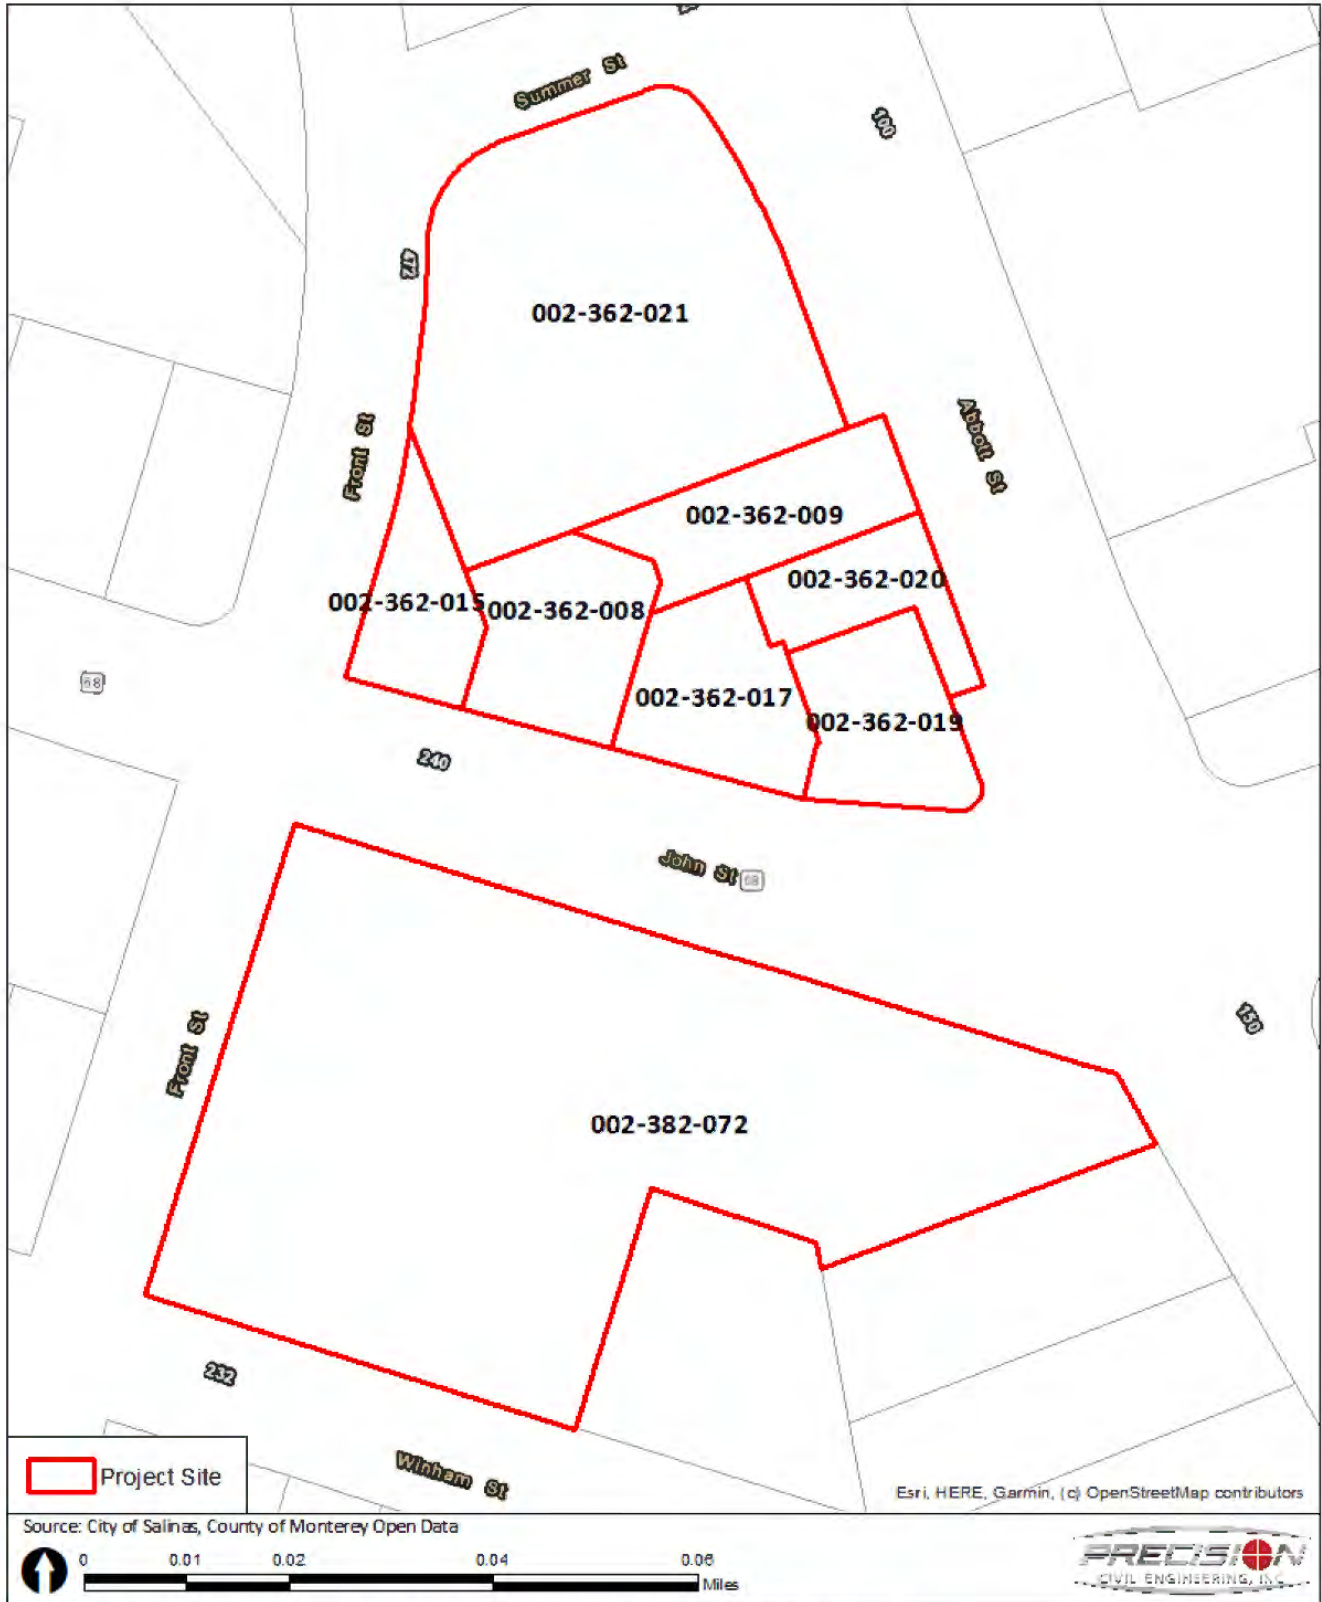 Summer St
100
472
002-362-021
Front St
Abbott St
002-362-009
002-362-020
002-362-015
002-362-008
002-362-017
002-362-019
68
240
John St
68
150
Front St
002-382-072
232
Winham St
Project Site
Esri, HERE, Garmin, (c) OpenStreetMap contributors
Source: City of Salinas, County of Monterey Open Data
0 0.01 0.02 0.04 0.06
Miles
PRECISION
CIVIL ENGINEERING, INC